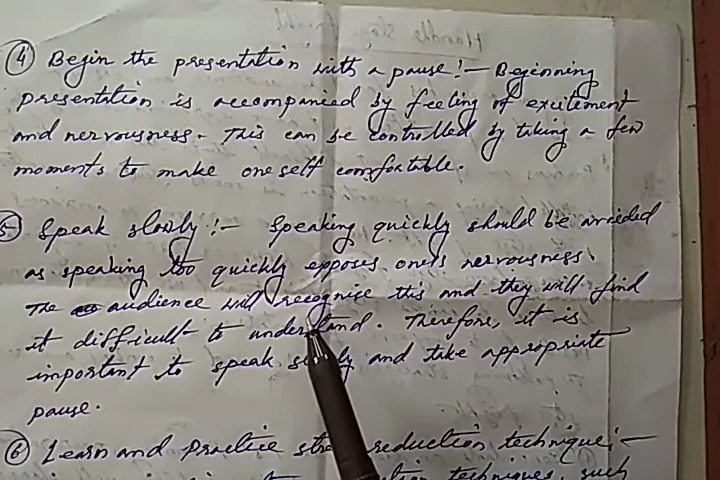 ④ Begin the presentation with a pause! — Beginning
presentation is accompanied by feeling of excitement
and nervousness. This can be controlled by taking a few
moments to make oneself comfortable.
⑤ Speak slowly! — Speaking quickly should be avoided
as speaking too quickly opposes one's nervousness.
The audience will recognise this and they will find
it difficult to understand. Therefore, it is
important to speak slowly and take appropriate
pause.
⑥ Learn and Practice reduction technique: —
techniques, such